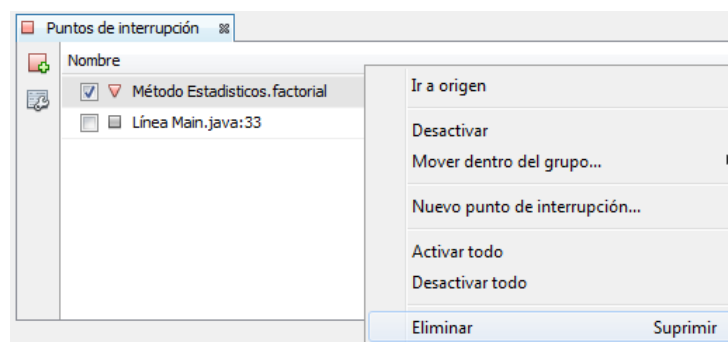 Puntos de interrupción
Nombre
Método Estadisticos.factorial
Línea Main.java:33
Ir a origen
Desactivar
Mover dentro del grupo...
Nuevo punto de interrupción...
Activar todo
Desactivar todo
Eliminar Suprimir